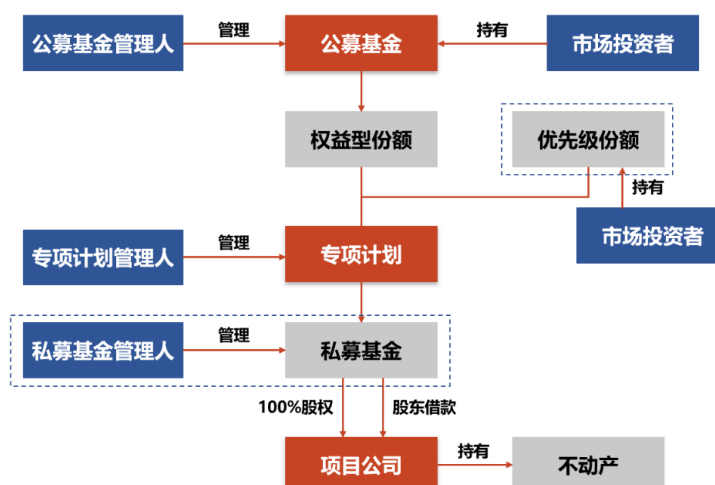 公募基金管理人
管理
公募基金
持有
市场投资者
权益型份额
优先级份额
持有
市场投资者
专项计划管理人
管理
专项计划
私募基金管理人
管理
私募基金
100%股权
股东借款
项目公司
持有
不动产